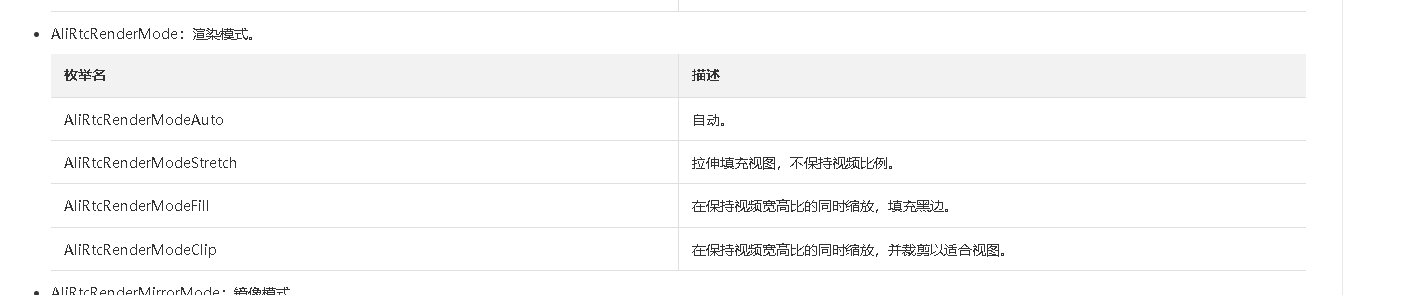 AliRtcRenderMode：渲染模式。
枚举名 描述
AliRtcRenderModeAuto 自动。
AliRtcRenderModeStretch 拉伸填充视图，不保持视频比例。
AliRtcRenderModeFill 在保持视频宽高比的同时缩放，填充黑边。
AliRtcRenderModeClip 在保持视频宽高比的同时缩放，并裁剪以适合视图。
AliRtcRenderMirrorMode：镜像模式